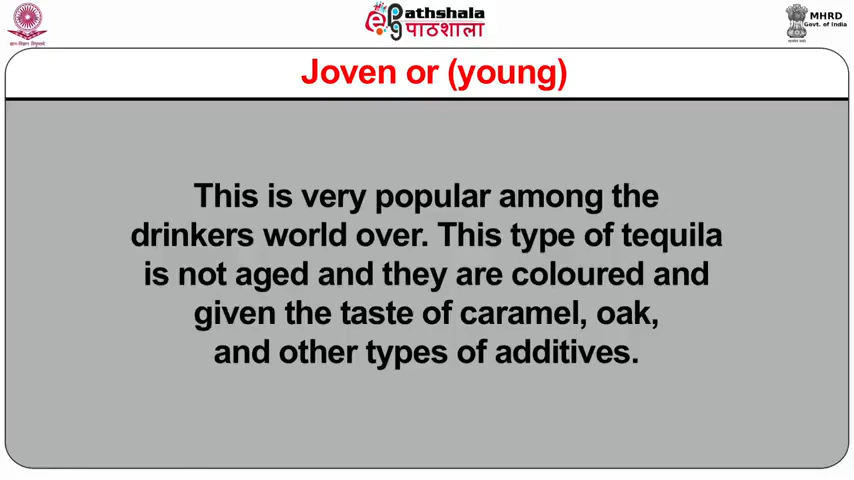 ePathshala
पाठशाला
MHRD
Govt. of India
Joven or (young)
This is very popular among the
drinkers world over. This type of tequila
is not aged and they are coloured and
given the taste of caramel, oak,
and other types of additives.